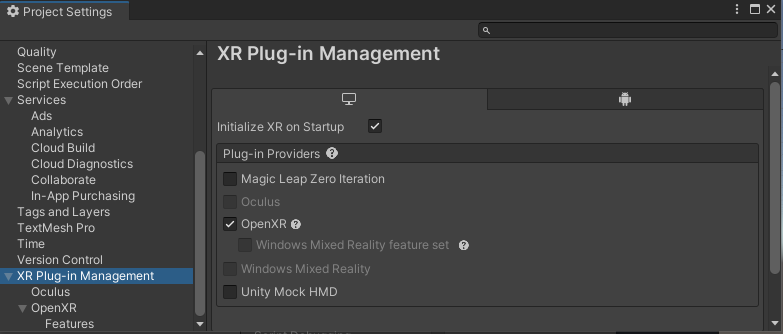 Project Settings
Quality
Scene Template
Script Execution Order
Services
Ads
Analytics
Cloud Build
Cloud Diagnostics
Collaborate
In-App Purchasing
Tags and Layers
TextMesh Pro
Time
Version Control
XR Plug-in Management
Oculus
OpenXR
Features
XR Plug-in Management
Initialize XR on Startup
Plug-in Providers ?
Magic Leap Zero Iteration
Oculus
OpenXR ?
Windows Mixed Reality feature set ?
Windows Mixed Reality
Unity Mock HMD